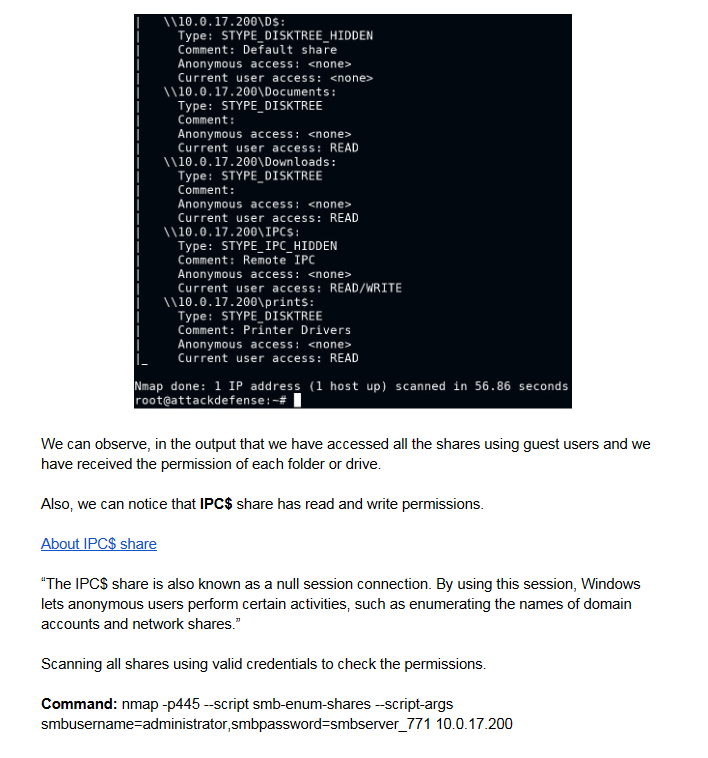 |     \\10.0.17.200\D$:
|       Type: STYPE_DISKTREE_HIDDEN
|       Comment: Default share
|       Anonymous access: <none>
|       Current user access: <none>
|     \\10.0.17.200\Documents:
|       Type: STYPE_DISKTREE
|       Comment:
|       Anonymous access: <none>
|       Current user access: READ
|     \\10.0.17.200\Downloads:
|       Type: STYPE_DISKTREE
|       Comment:
|       Anonymous access: <none>
|       Current user access: READ
|     \\10.0.17.200\IPC$:
|       Type: STYPE_IPC_HIDDEN
|       Comment: Remote IPC
|       Anonymous access: <none>
|       Current user access: READ/WRITE
|     \\10.0.17.200\print$:
|       Type: STYPE_DISKTREE
|       Comment: Printer Drivers
|       Anonymous access: <none>
|_      Current user access: READ
Nmap done: 1 IP address (1 host up) scanned in 56.86 seconds
root@attackdefense:~#
We can observe, in the output that we have accessed all the shares using guest users and we
have received the permission of each folder or drive.
Also, we can notice that IPC$ share has read and write permissions.
About IPC$ share
“The IPC$ share is also known as a null session connection. By using this session, Windows
lets anonymous users perform certain activities, such as enumerating the names of domain
accounts and network shares.”
Scanning all shares using valid credentials to check the permissions.
Command: nmap -p445 --script smb-enum-shares --script-args
smbusername=administrator,smbpassword=smbserver_771 10.0.17.200